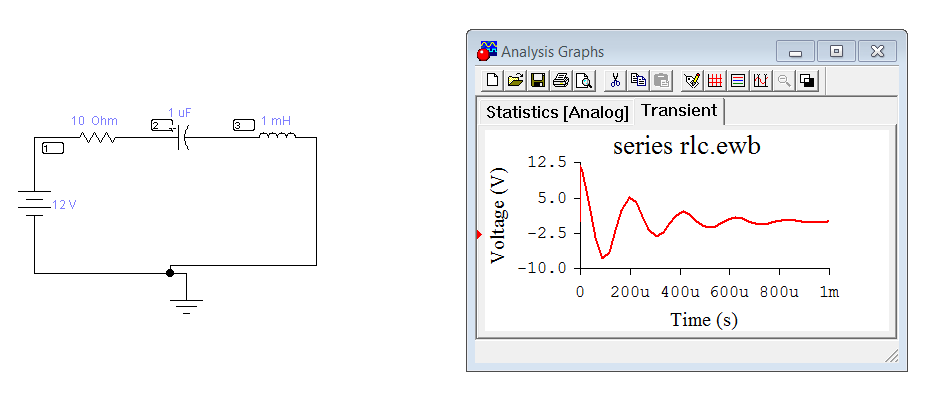 1 uF
10 Ohm
2
3
1 mH
1
12 V
Analysis Graphs
Statistics [Analog]
Transient
series rlc.ewb
Voltage (V)
12.5
5.0
-2.5
-10.0
0 200u 400u 600u 800u 1m
Time (s)